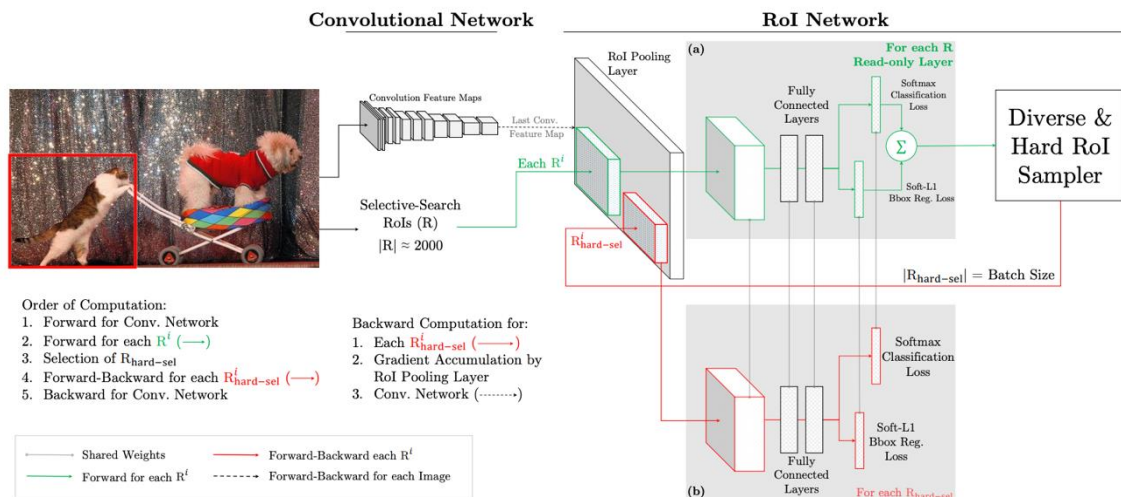 Convolutional Network
RoI Network
Convolution Feature Maps
Last Conv.
Feature Map
Each R^i
Selective-Search
RoIs (R)
|R| ≈ 2000
RoI Pooling
Layer
R^i_hard−sel
(a)
For each R
Read-only Layer
Fully
Connected
Layers
Softmax
Classification
Loss
Σ
Soft-L1
Bbox Reg. Loss
Diverse &
Hard RoI
Sampler
|R_hard−sel| = Batch Size
Order of Computation:
1. Forward for Conv. Network
2. Forward for each R^i (→)
3. Selection of R_hard−sel
4. Forward-Backward for each R^i_hard−sel (→)
5. Backward for Conv. Network
Backward Computation for:
1. Each R^i_hard−sel (→)
2. Gradient Accumulation by
RoI Pooling Layer
3. Conv. Network (⇢)
Softmax
Classification
Loss
Soft-L1
Bbox Reg.
Loss
Fully
Connected
Layers
(b)
For each R_hard−sel
Shared Weights
Forward for each R^i
Forward-Backward each R^i
Forward-Backward for each Image